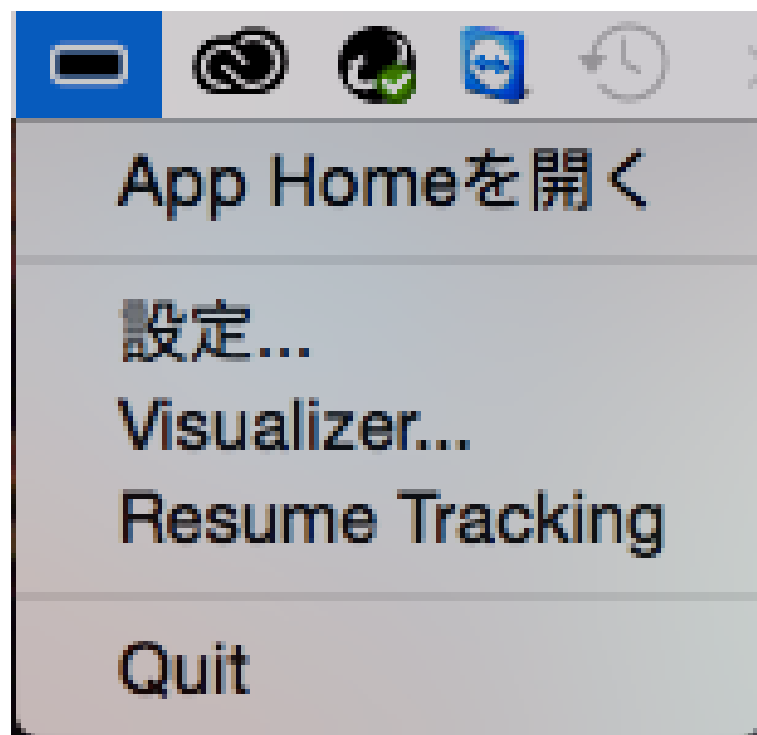 App Homeを開く
設定...
Visualizer...
Resume Tracking
Quit